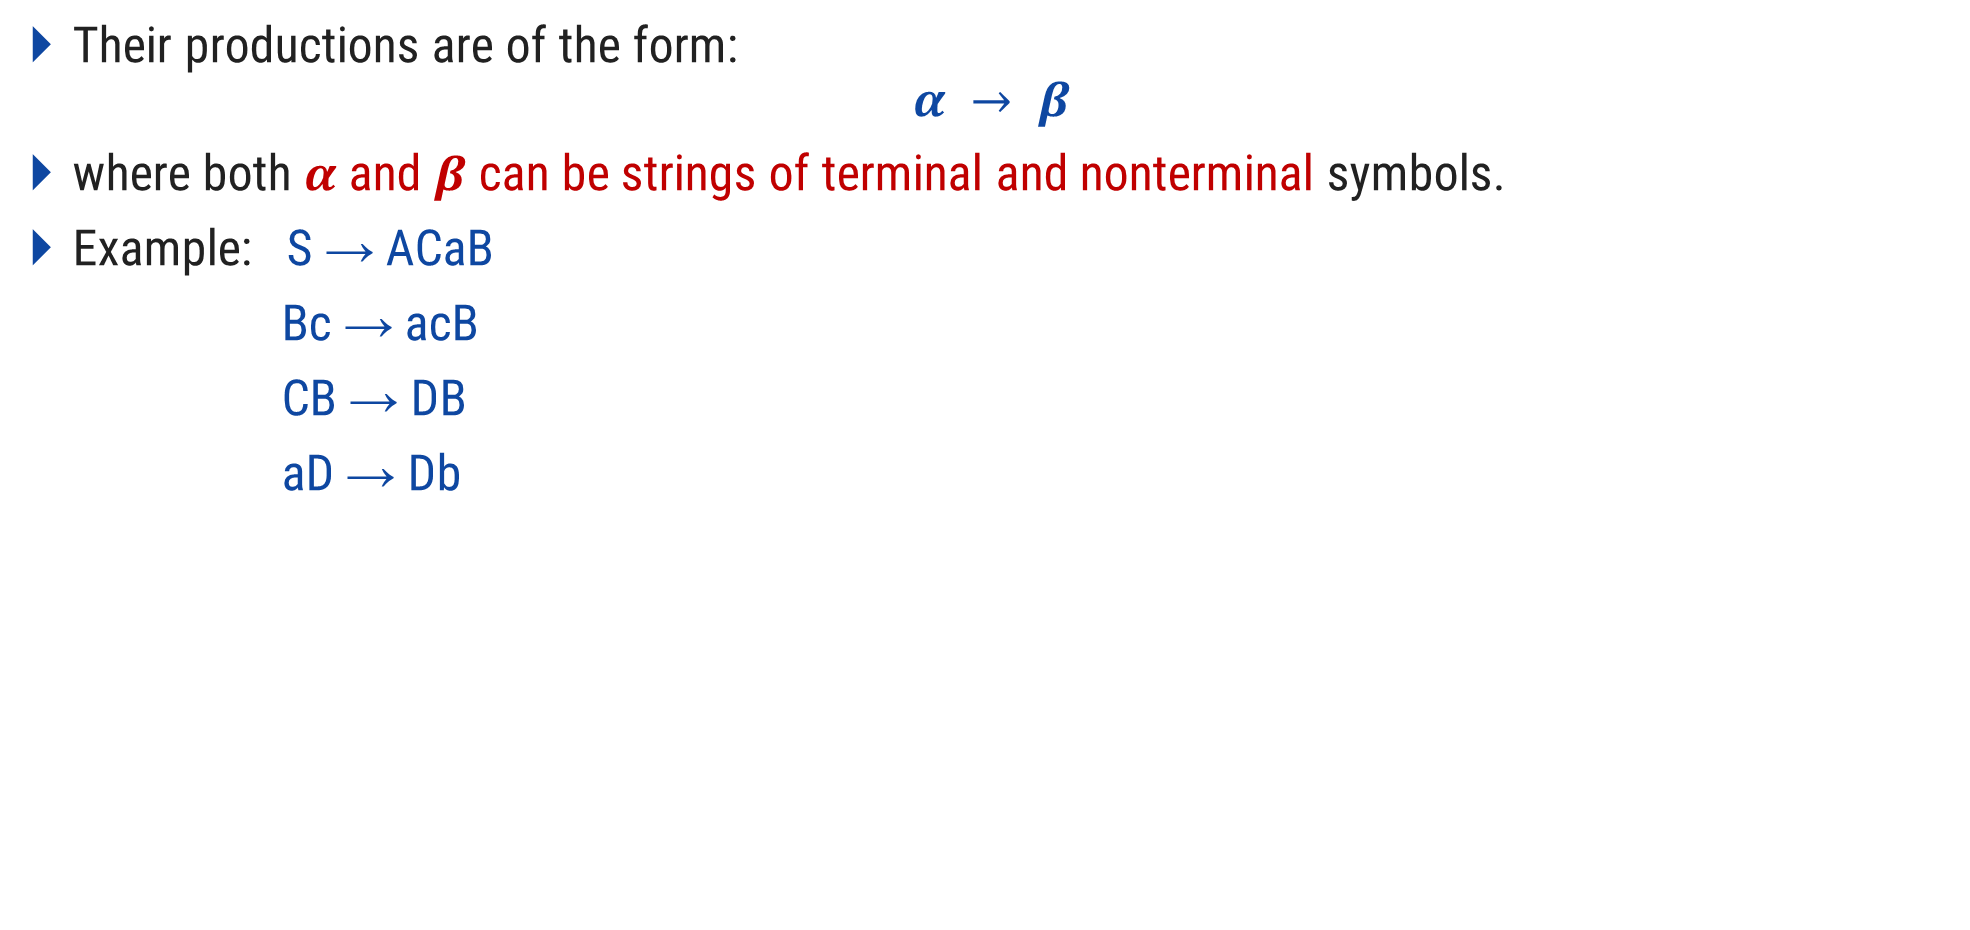 Their productions are of the form:
α → β
where both α and β can be strings of terminal and nonterminal symbols.
Example: S → ACaB
Bc → acB
CB → DB
aD → Db